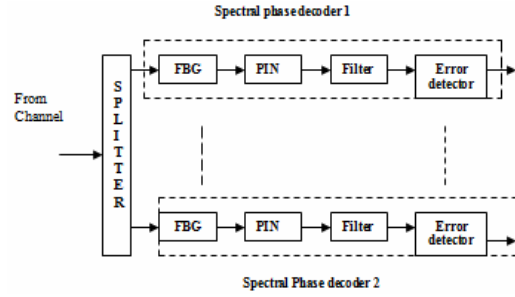 Spectral phase decoder 1
FBG
PIN
Filter
Error
detector
From
Channel
SPLITTER
FBG
PIN
Filter
Error
detector
Spectral Phase decoder 2